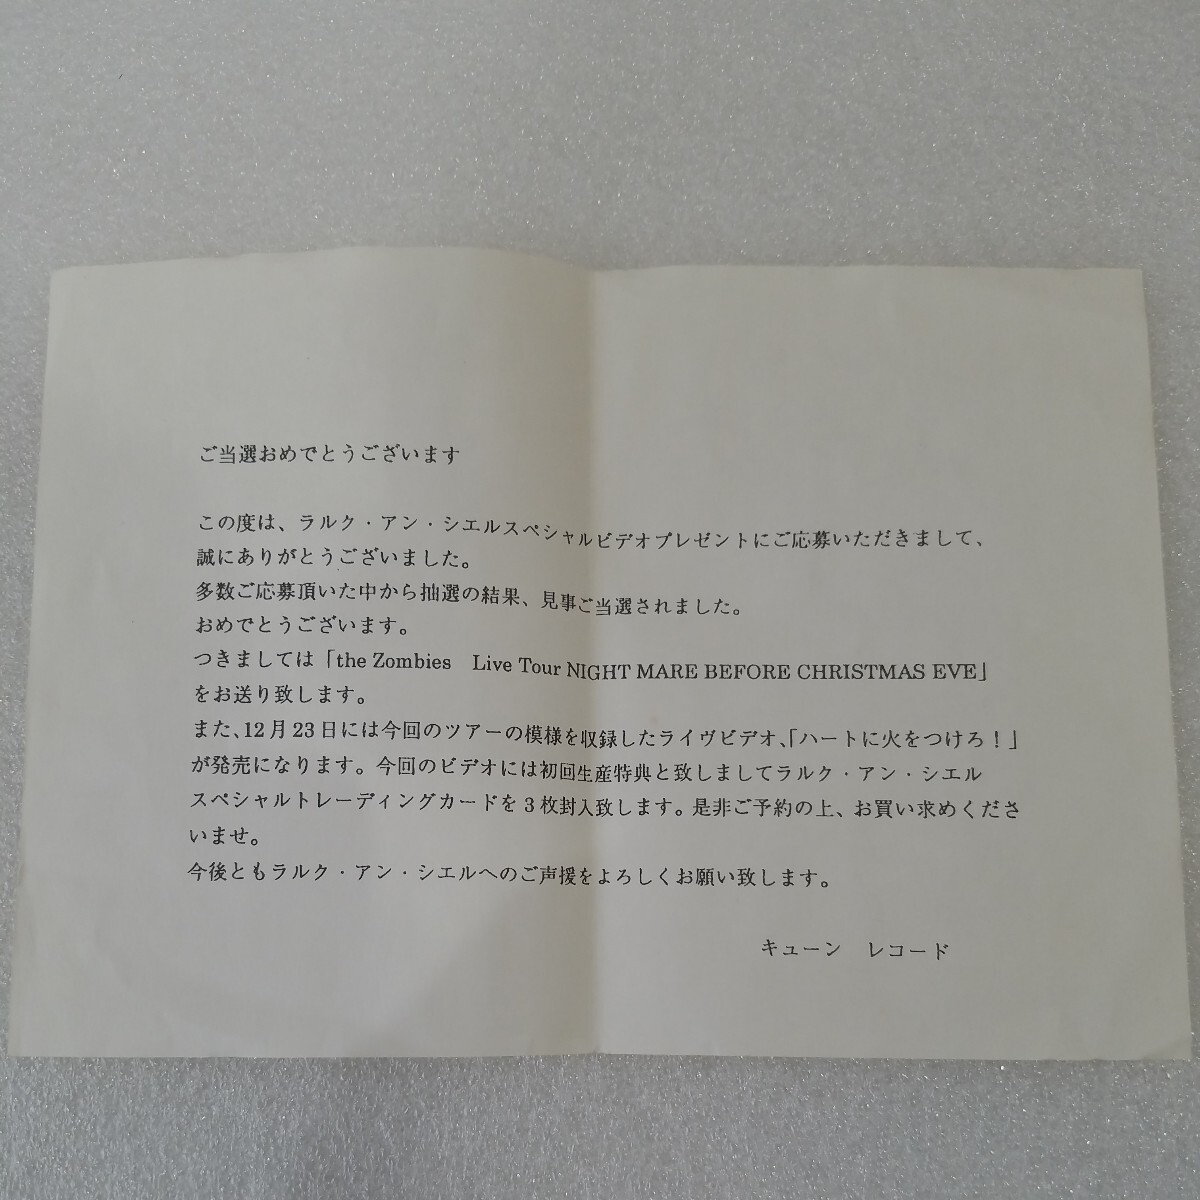 ご当選おめでとうございます
この度は、ラルク・アン・シエルスペシャルビデオプレゼントにご応募いただきまして、
誠にありがとうございました。
多数ご応募頂いた中から抽選の結果、見事ご当選されました。
おめでとうございます。
つきましては「the Zombies　Live Tour NIGHT MARE BEFORE CHRISTMAS EVE」
をお送り致します。
また、12月23日には今回のツアーの模様を収録したライヴビデオ、「ハートに火をつけろ！」
が発売になります。今回のビデオには初回生産特典と致しましてラルク・アン・シエル
スペシャルトレーディングカードを3枚封入致します。是非ご予約の上、お買い求めくださ
いませ。
今後ともラルク・アン・シエルへのご声援をよろしくお願い致します。
キューン　レコード